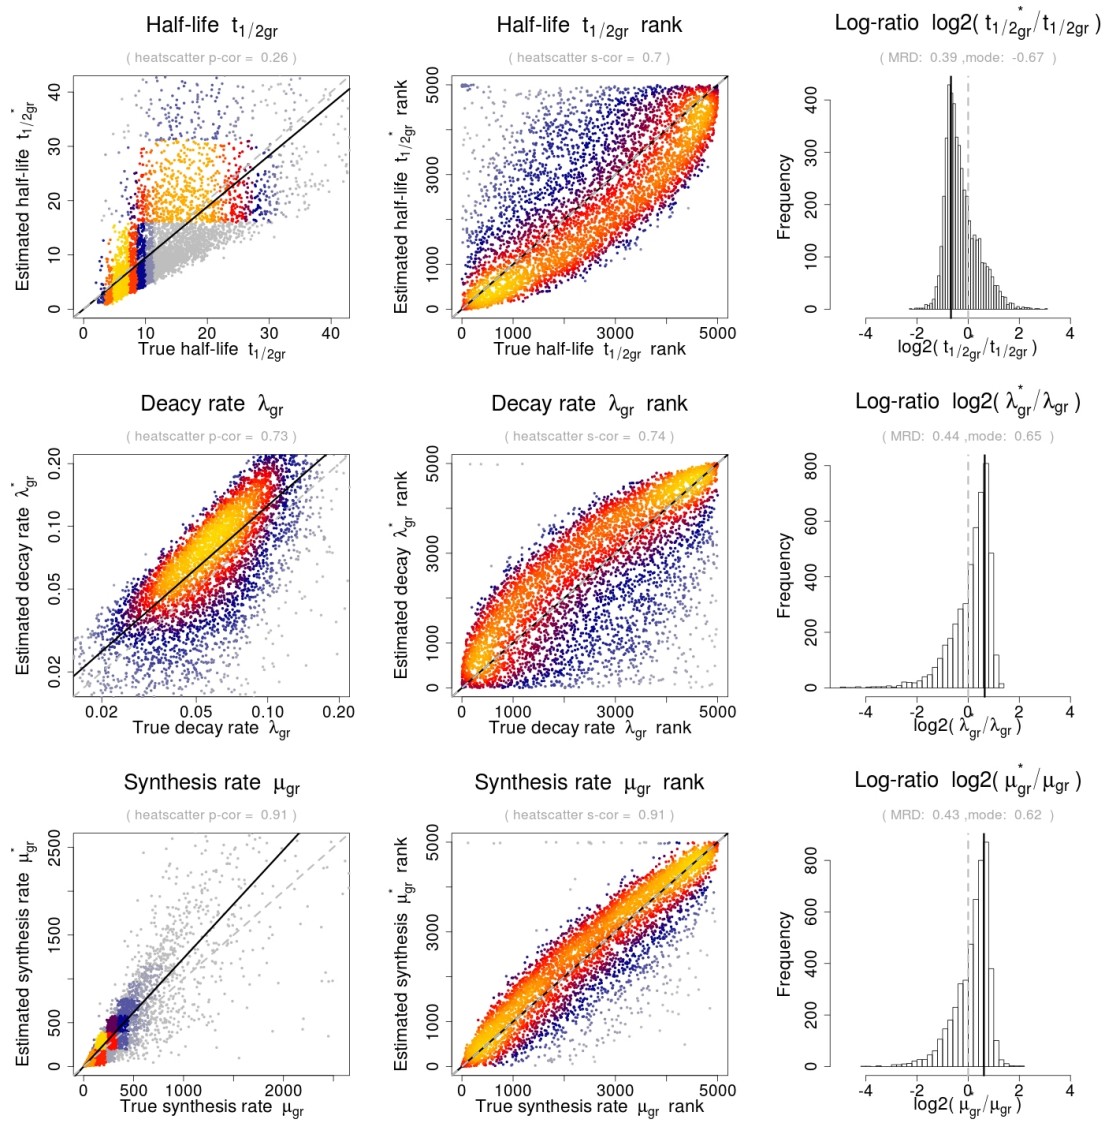 Half-life t1/2gr
( heatscatter p-cor = 0.26 )
Estimated half-life t*1/2gr
40
30
20
10
0
0 10 20 30 40
True half-life t1/2gr
Half-life t1/2gr rank
( heatscatter s-cor = 0.7 )
Estimated half-life t*1/2gr rank
5000
3000
1000
0
0 1000 3000 5000
True half-life t1/2gr rank
Log-ratio log2( t*1/2gr/t1/2gr )
( MRD: 0.39 ,mode: -0.67 )
Frequency
400
300
200
100
0
-4 -2 0 2 4
log2( t*1/2gr/t1/2gr )
Deacy rate λgr
( heatscatter p-cor = 0.73 )
Estimated decay rate λ*gr
0.20
0.10
0.05
0.02
0.02 0.05 0.10 0.20
True decay rate λgr
Decay rate λgr rank
( heatscatter s-cor = 0.74 )
Estimated decay λ*gr rank
5000
3000
1000
0
0 1000 3000 5000
True decay rate λgr rank
Log-ratio log2( λ*gr/λgr )
( MRD: 0.44 ,mode: 0.65 )
Frequency
800
600
400
200
0
-4 -2 0 2 4
log2( λ*gr/λgr )
Synthesis rate μgr
( heatscatter p-cor = 0.91 )
Estimated synthesis rate μ*gr
2500
1500
500
0
0 500 1000 2000
True synthesis rate μgr
Synthesis rate μgr rank
( heatscatter s-cor = 0.91 )
Estimated synthesis rate μ*gr rank
5000
3000
1000
0
0 1000 3000 5000
True synthesis rate μgr rank
Log-ratio log2( μ*gr/μgr )
( MRD: 0.43 ,mode: 0.62 )
Frequency
800
600
400
200
0
-4 -2 0 2 4
log2( μ*gr/μgr )